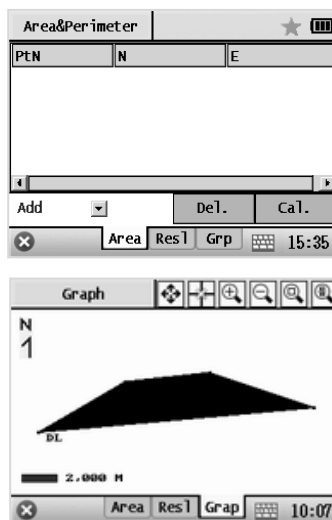 Area&Perimeter
PtN N E
Add Del. Cal.
Area Resl Grp 15:35
Graph
N
DL
2.000 M
Area Resl Grap 10:07